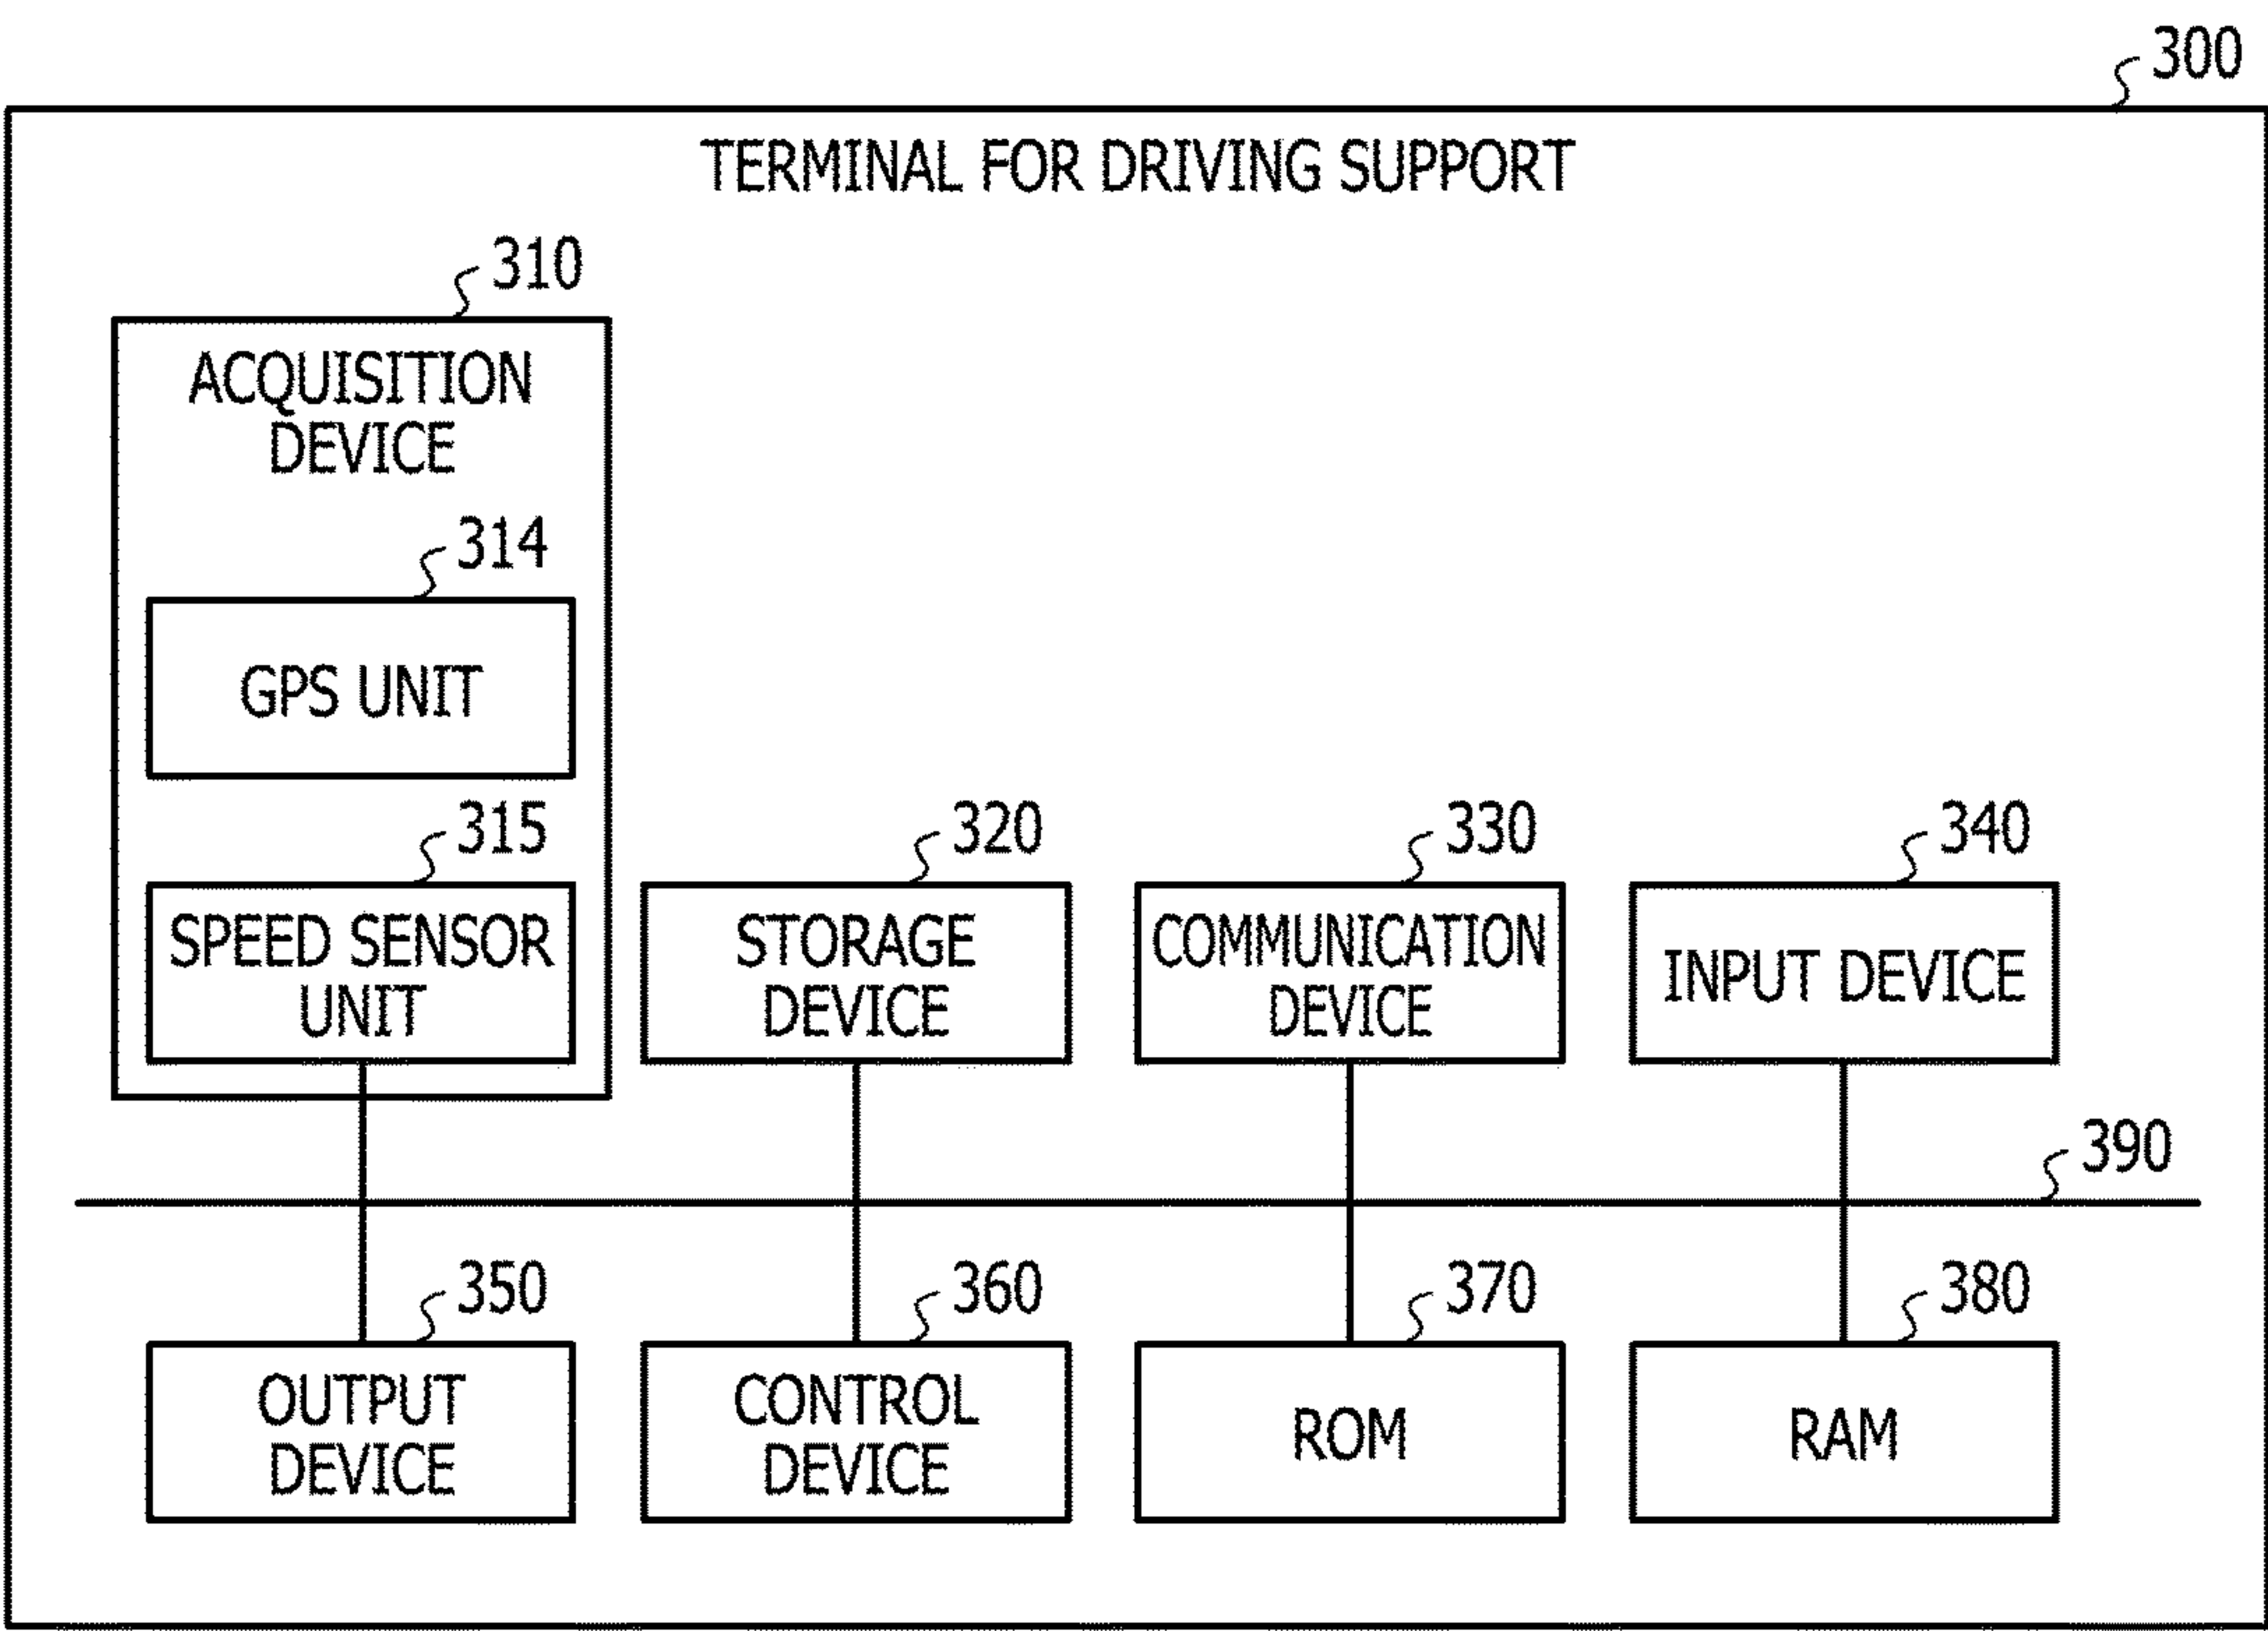 300
TERMINAL FOR DRIVING SUPPORT
310
ACQUISITION
DEVICE
314
GPS UNIT
315
SPEED SENSOR
UNIT
320
STORAGE
DEVICE
330
COMMUNICATION
DEVICE
340
INPUT DEVICE
390
350
OUTPUT
DEVICE
360
CONTROL
DEVICE
370
ROM
380
RAM